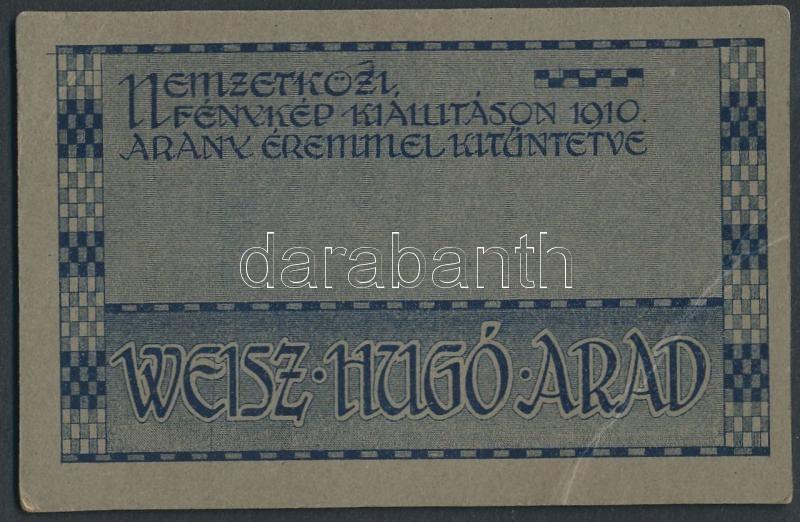 NEMZETKÖZI,
FÉNYKÉP KIÁLLITÁSON 1910.
ARANY ÉREMMEL KITÜNTETVE
darabanth
WEISZ · HUGÓ · ARAD